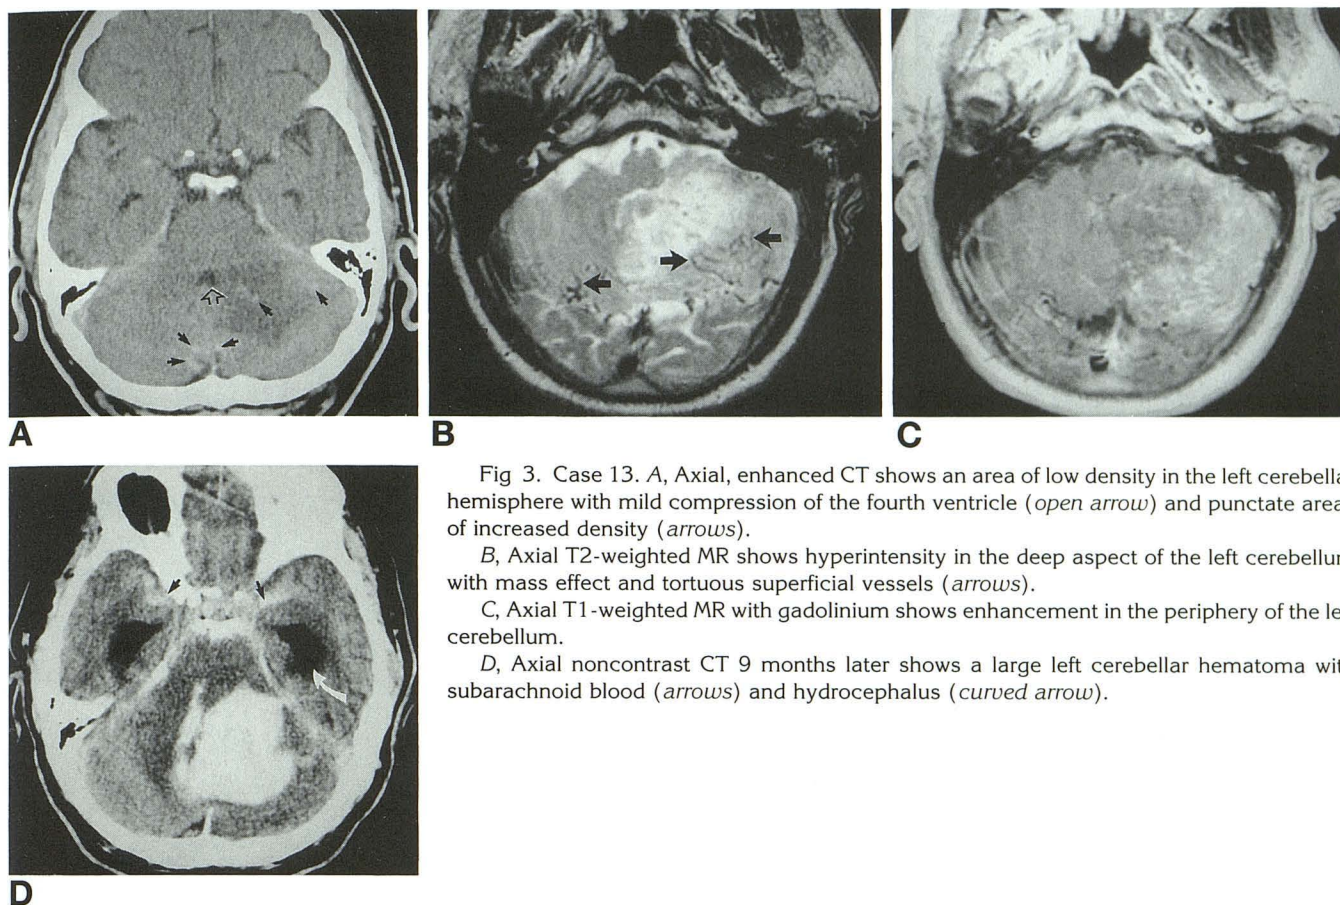 A
B
C
D
Fig 3. Case 13. A, Axial, enhanced CT shows an area of low density in the left cerebella
hemisphere with mild compression of the fourth ventricle (open arrow) and punctate area
of increased density (arrows).
B, Axial T2-weighted MR shows hyperintensity in the deep aspect of the left cerebellu
with mass effect and tortuous superficial vessels (arrows).
C, Axial T1-weighted MR with gadolinium shows enhancement in the periphery of the le
cerebellum.
D, Axial noncontrast CT 9 months later shows a large left cerebellar hematoma wit
subarachnoid blood (arrows) and hydrocephalus (curved arrow).